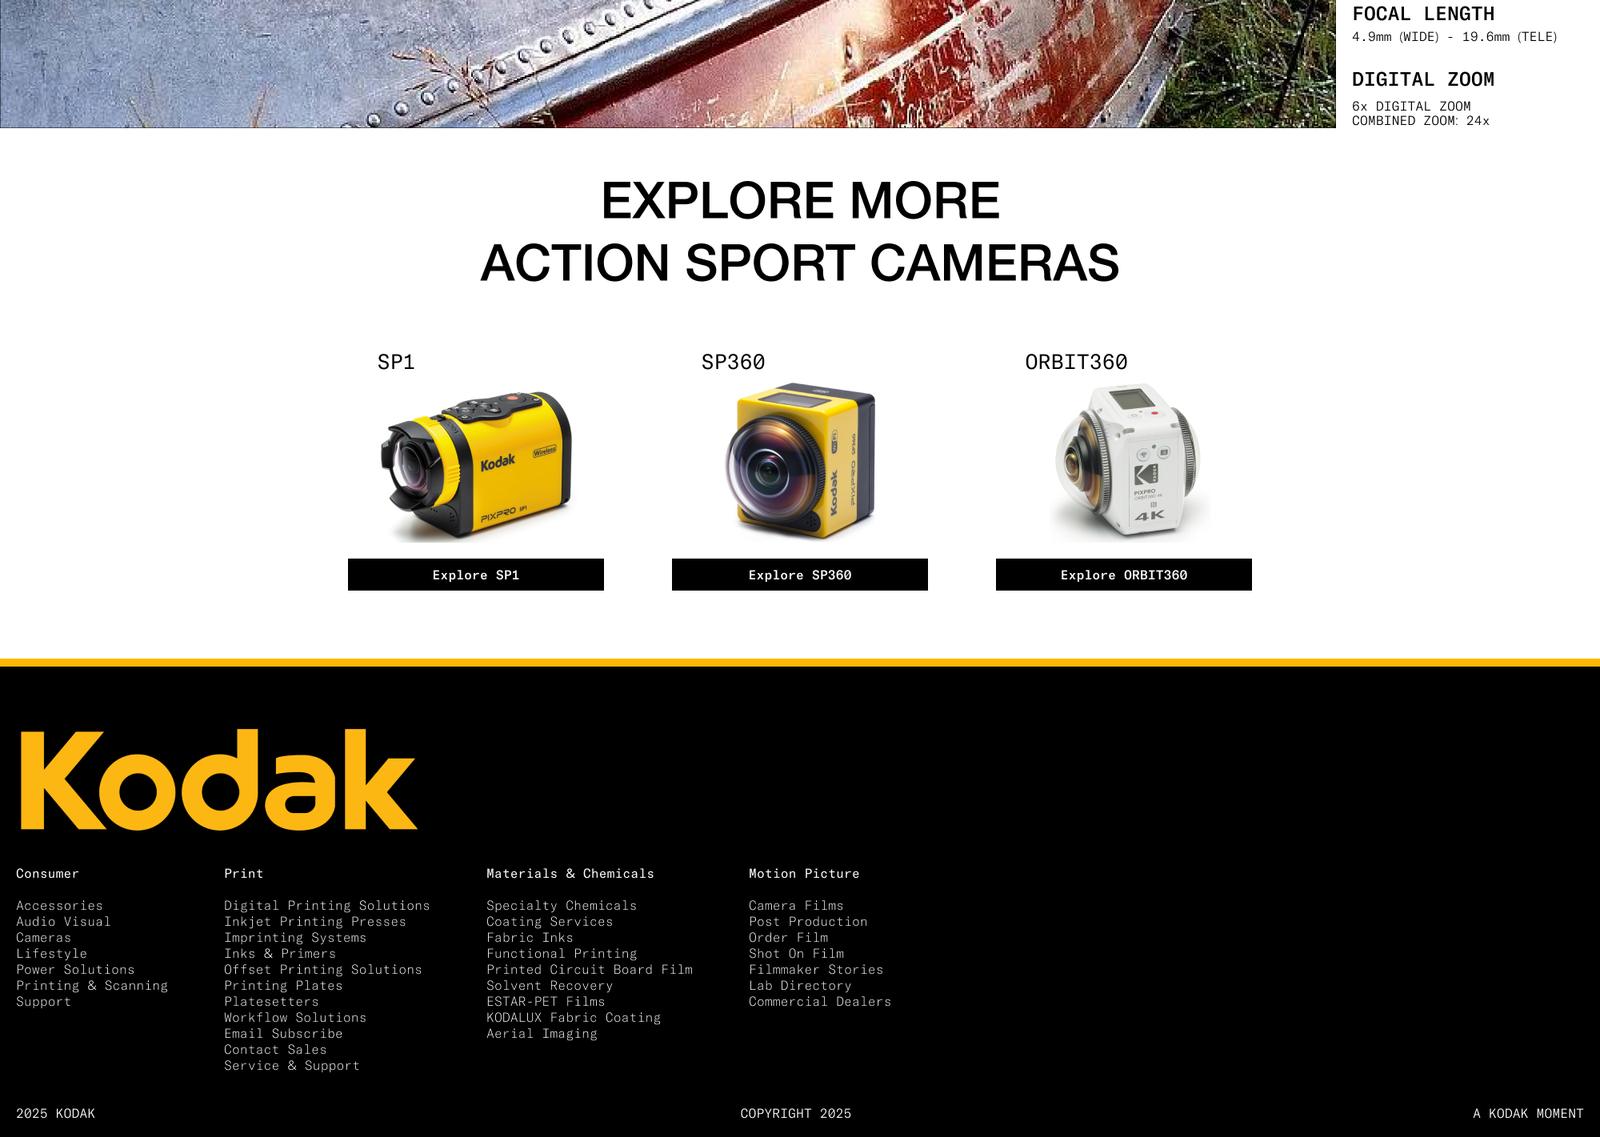 FOCAL LENGTH
4.9mm (WIDE) - 19.6mm (TELE)
DIGITAL ZOOM
6x DIGITAL ZOOM
COMBINED ZOOM: 24x
EXPLORE MORE
ACTION SPORT CAMERAS
SP1
Kodak
Wireless
PIXPRO SP1
Explore SP1
SP360
Kodak
WiFi
PIXPRO SP360
Explore SP360
ORBIT360
Kodak
PIXPRO
ORBIT360 4K
4K
Explore ORBIT360
Kodak
Consumer
Accessories
Audio Visual
Cameras
Lifestyle
Power Solutions
Printing & Scanning
Support
Print
Digital Printing Solutions
Inkjet Printing Presses
Imprinting Systems
Inks & Primers
Offset Printing Solutions
Printing Plates
Platesetters
Workflow Solutions
Email Subscribe
Contact Sales
Service & Support
Materials & Chemicals
Specialty Chemicals
Coating Services
Fabric Inks
Functional Printing
Printed Circuit Board Film
Solvent Recovery
ESTAR-PET Films
KODALUX Fabric Coating
Aerial Imaging
Motion Picture
Camera Films
Post Production
Order Film
Shot On Film
Filmmaker Stories
Lab Directory
Commercial Dealers
2025 KODAK
COPYRIGHT 2025
A KODAK MOMENT